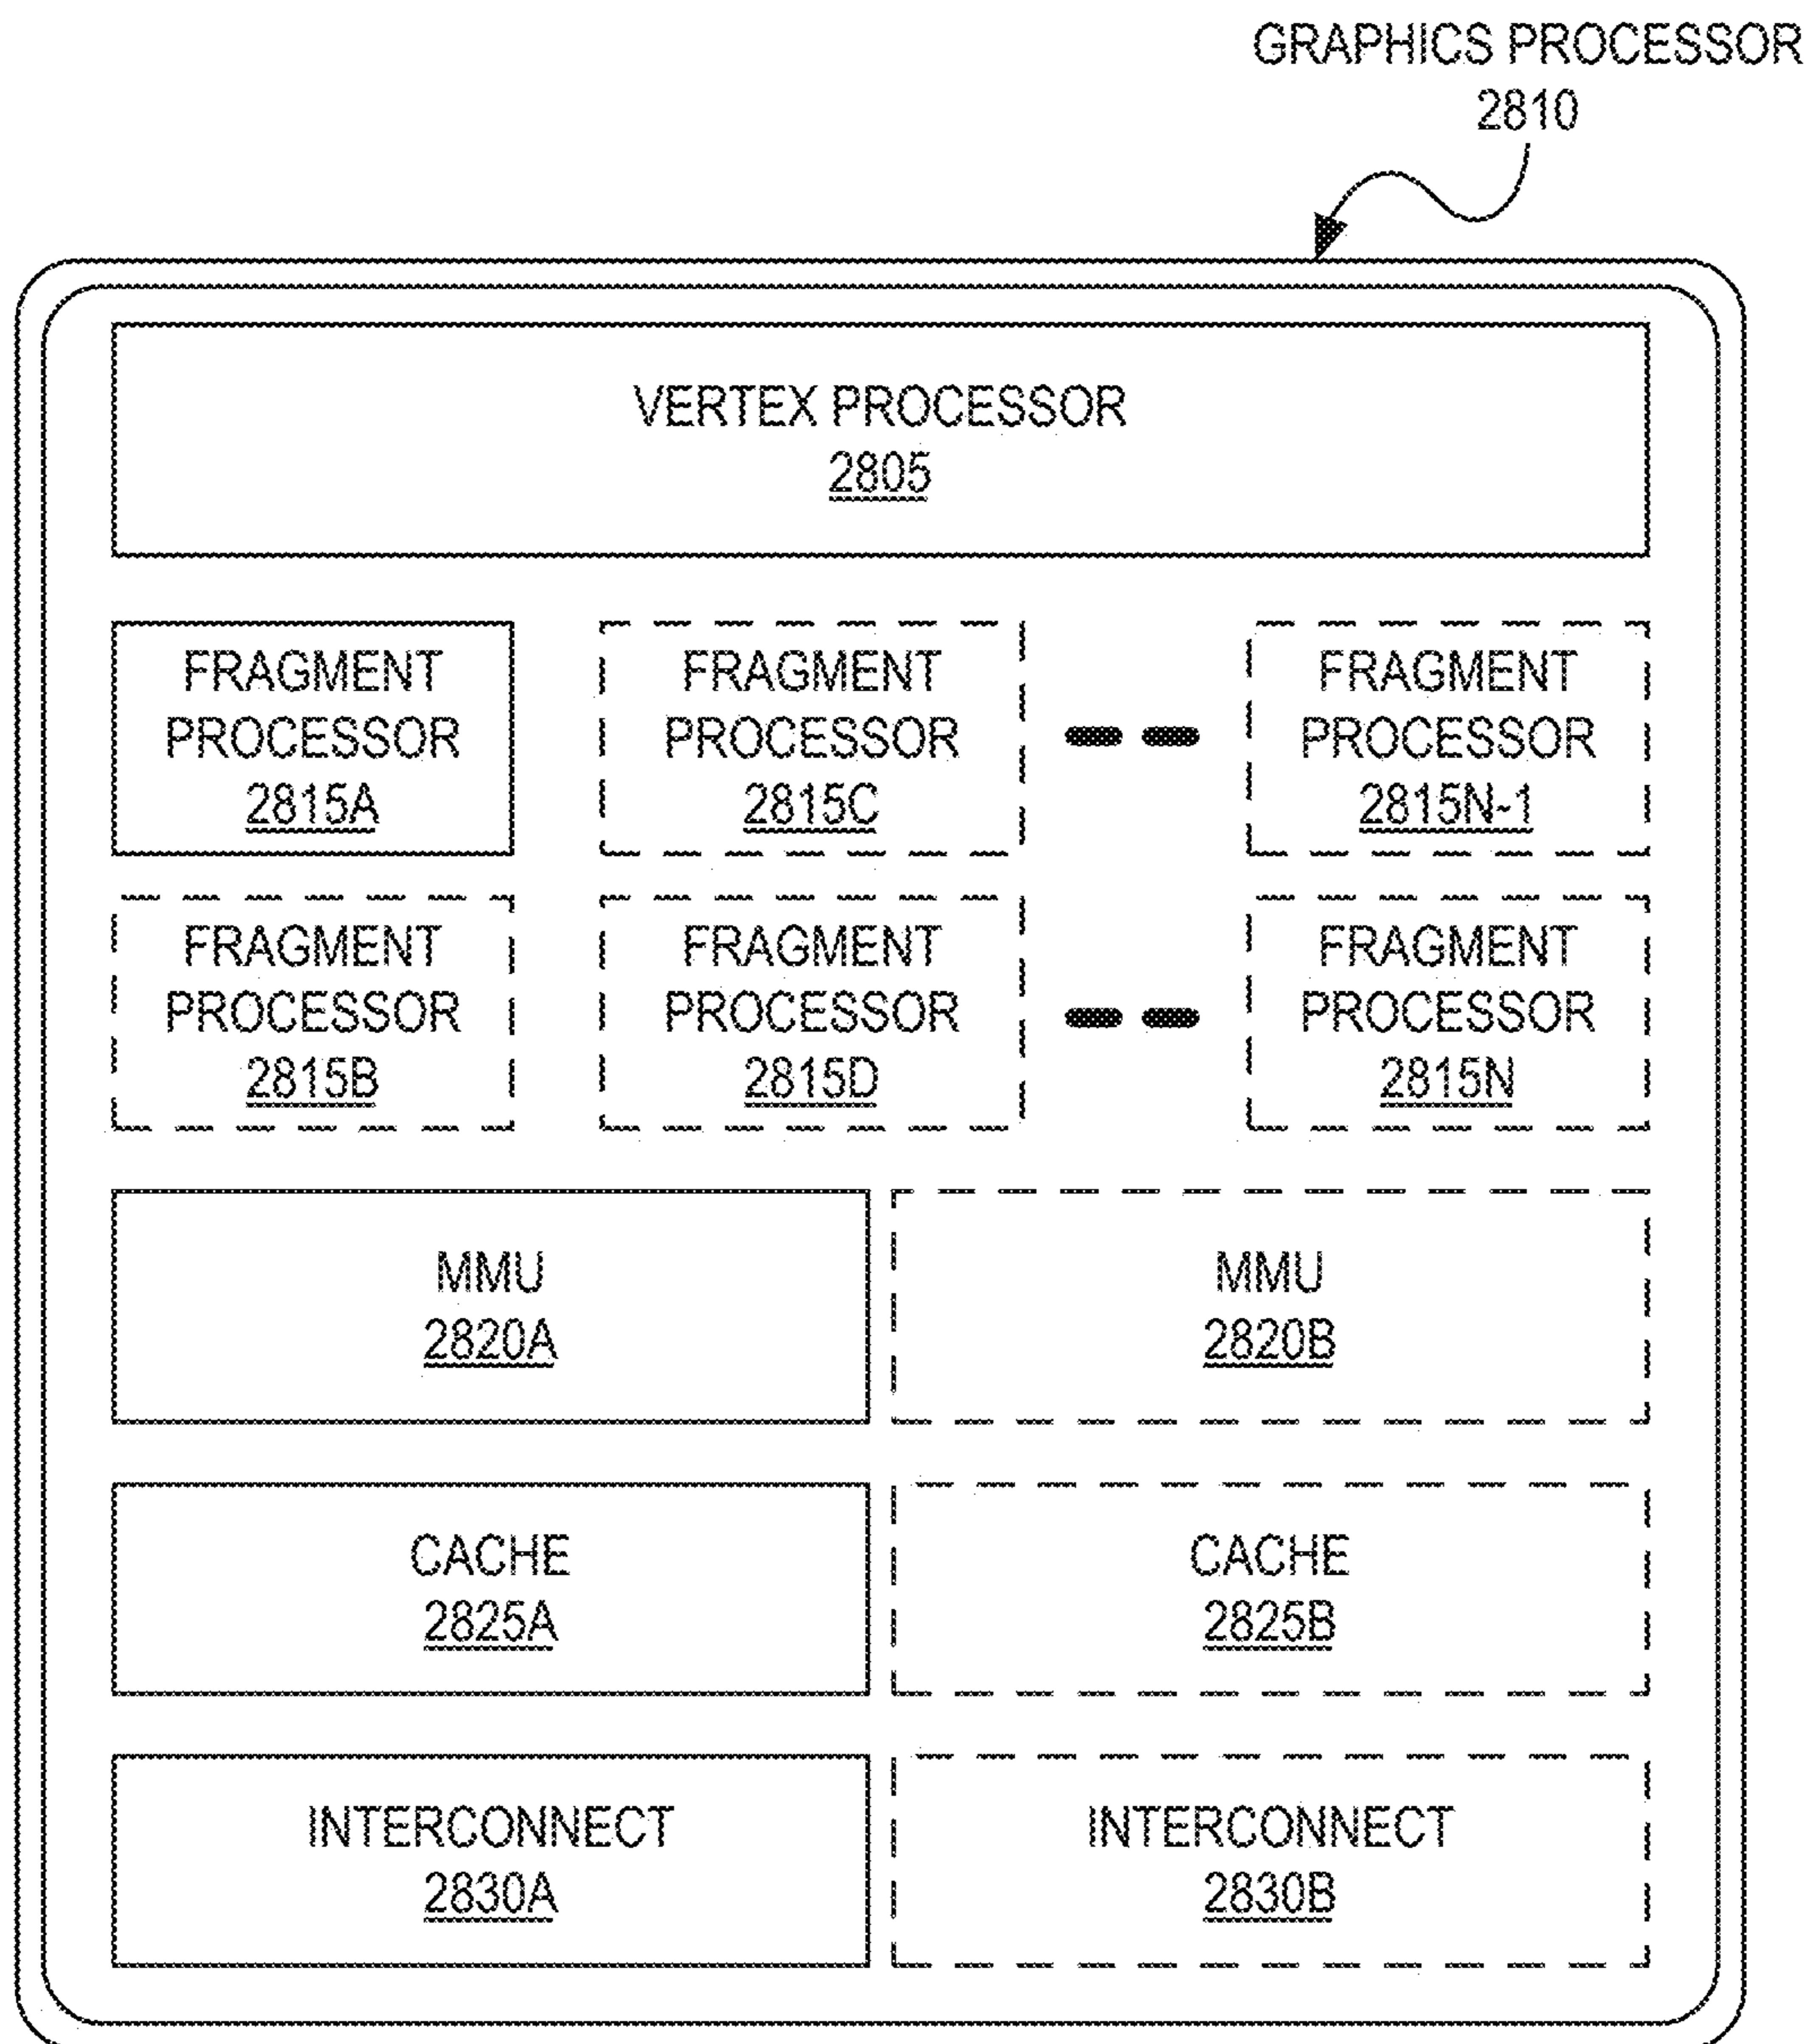 GRAPHICS PROCESSOR
2810
VERTEX PROCESSOR
2805
FRAGMENT
PROCESSOR
2815A
FRAGMENT
PROCESSOR
2815C
FRAGMENT
PROCESSOR
2815N-1
FRAGMENT
PROCESSOR
2815B
FRAGMENT
PROCESSOR
2815D
FRAGMENT
PROCESSOR
2815N
MMU
2820A
MMU
2820B
CACHE
2825A
CACHE
2825B
INTERCONNECT
2830A
INTERCONNECT
2830B